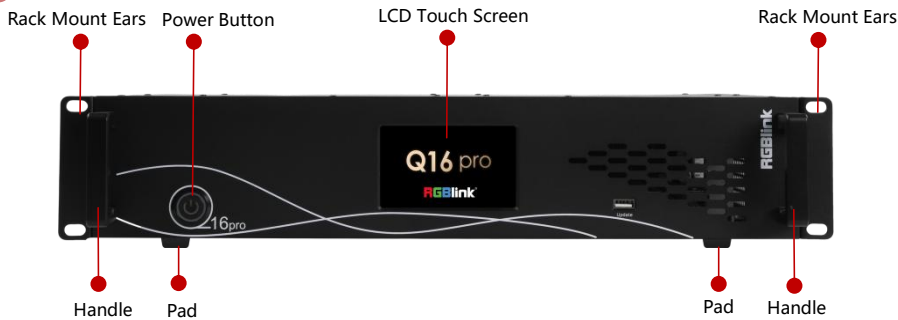 Rack Mount Ears
Power Button
LCD Touch Screen
Rack Mount Ears
RGBlink
Q16 pro
RGBlink
16pro
Update
Handle
Pad
Pad
Handle